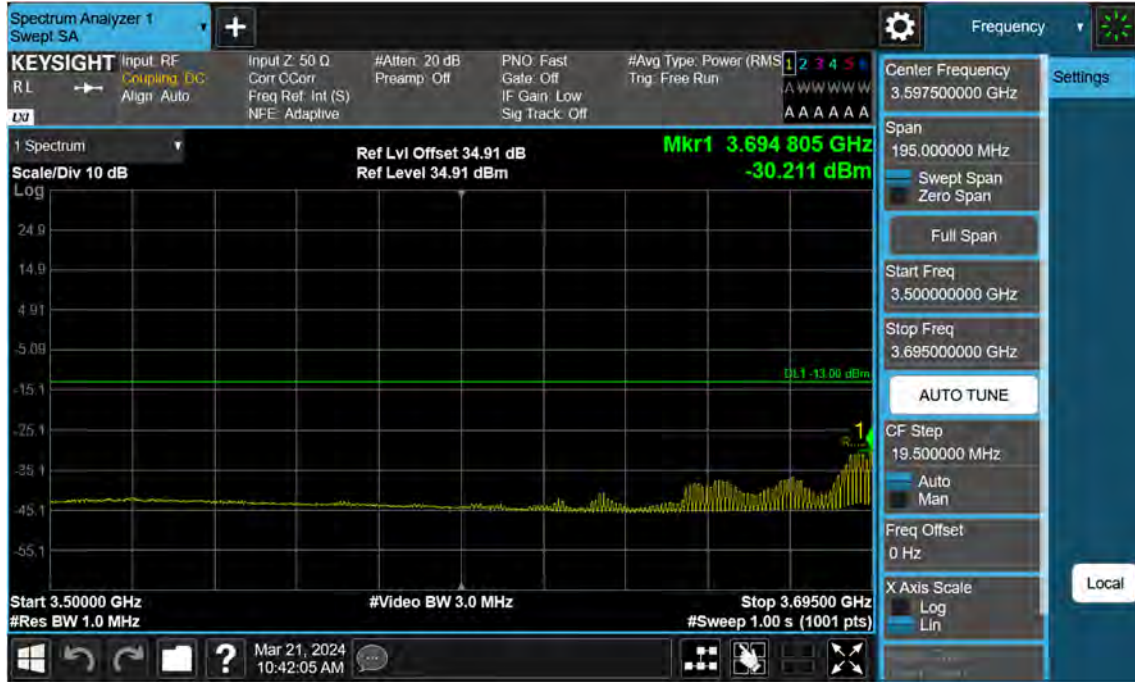 Spectrum Analyzer 1
Swept SA
Frequency
KEYSIGHT
RL
LXI
Input: RF
Coupling: DC
Align: Auto
Input Z: 50 Ω
Corr CCorr
Freq Ref: Int (S)
NFE: Adaptive
#Atten: 20 dB
Preamp: Off
PNO: Fast
Gate: Off
IF Gain: Low
Sig Track: Off
#Avg Type: Power (RMS
Trig: Free Run
1 2 3 4 5 6
A W W W W W
A A A A A A
1 Spectrum
Scale/Div 10 dB
Log
Ref Lvl Offset 34.91 dB
Ref Level 34.91 dBm
Mkr1 3.694 805 GHz
-30.211 dBm
24.9
14.9
4.91
-5.09
-15.1
-25.1
-35.1
-45.1
-55.1
DL1 -13.00 dBm
1
Start 3.50000 GHz
#Res BW 1.0 MHz
#Video BW 3.0 MHz
Stop 3.69500 GHz
#Sweep 1.00 s (1001 pts)
Mar 21, 2024
10:42:05 AM
Center Frequency
3.597500000 GHz
Span
195.000000 MHz
Swept Span
Zero Span
Full Span
Start Freq
3.500000000 GHz
Stop Freq
3.695000000 GHz
AUTO TUNE
CF Step
19.500000 MHz
Auto
Man
Freq Offset
0 Hz
X Axis Scale
Log
Lin
Settings
Local